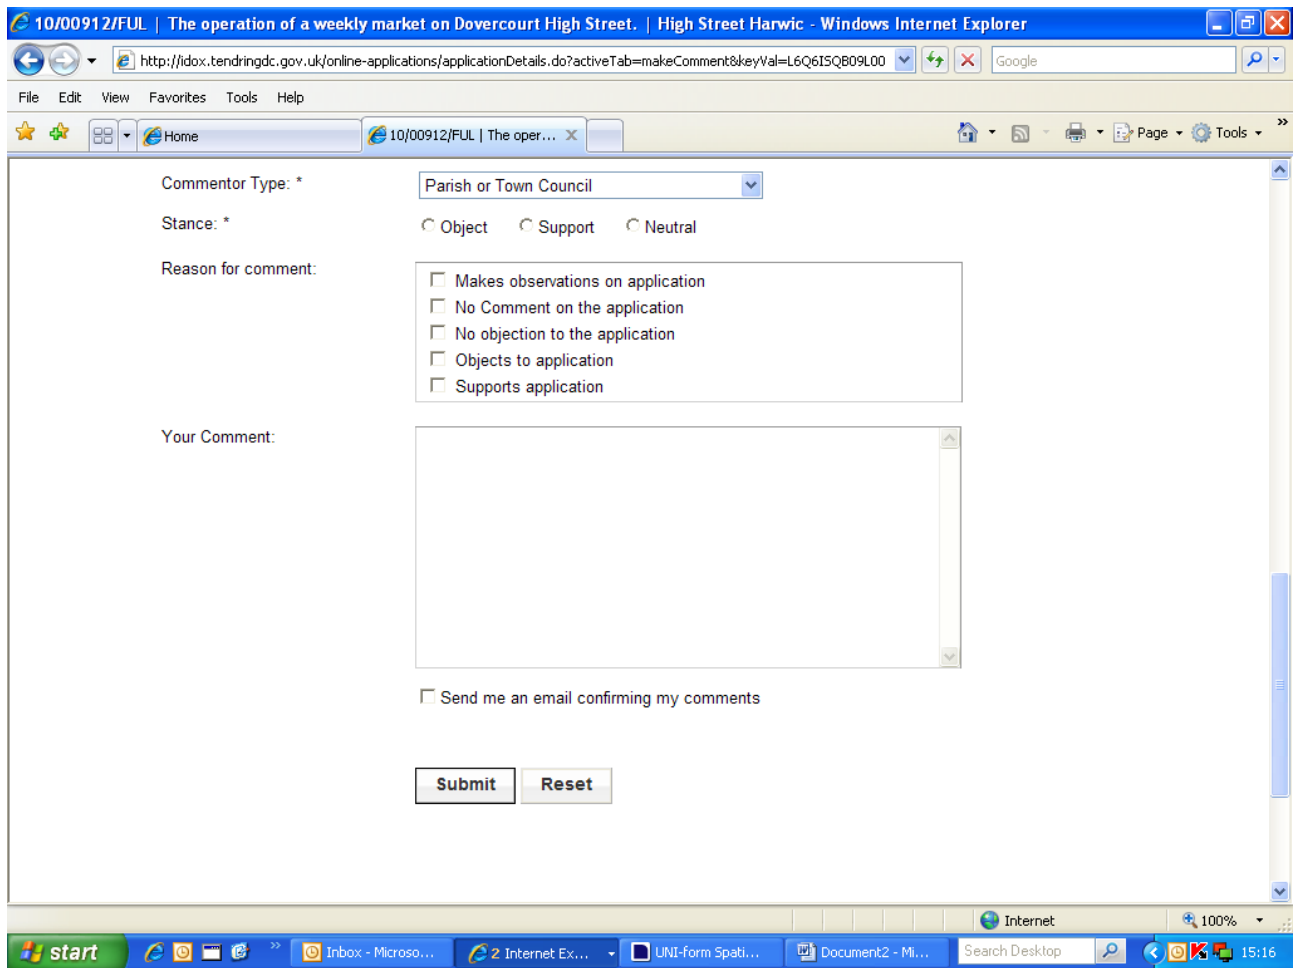 10/00912/FUL | The operation of a weekly market on Dovercourt High Street. | High Street Harwic - Windows Internet Explorer
http://idox.tendringdc.gov.uk/online-applications/applicationDetails.do?activeTab=makeComment&keyVal=L6Q6ISQB09L00 Google
File Edit View Favorites Tools Help
Home 10/00912/FUL | The oper... X Page Tools »
Commentor Type: * Parish or Town Council
Stance: * Object Support Neutral
Reason for comment:
Makes observations on application
No Comment on the application
No objection to the application
Objects to application
Supports application
Your Comment:
Send me an email confirming my comments
Submit Reset
Internet 100%
start » Inbox - Microso... 2 Internet Ex... UNI-form Spati... Document2 - Mi... Search Desktop 15:16